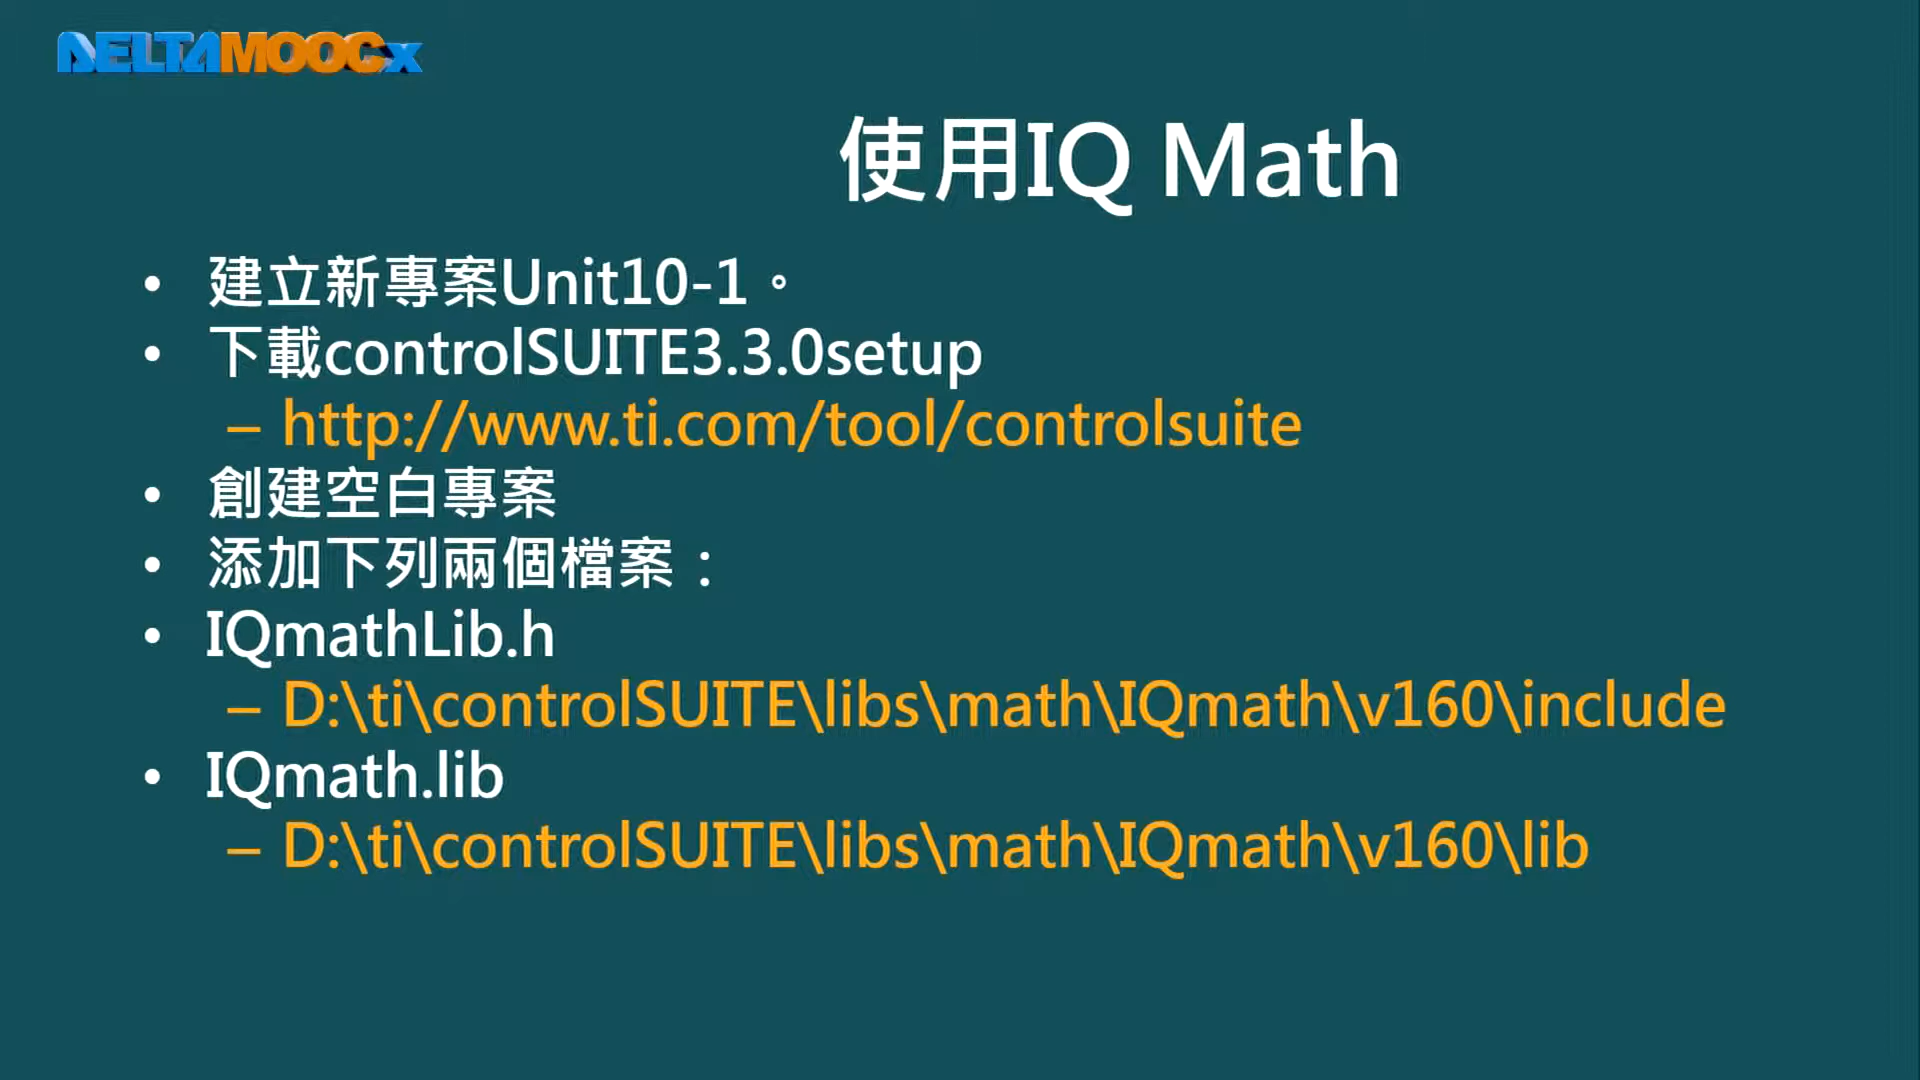 DELTAMOOCx
使用IQ Math
• 建立新專案Unit10-1。
• 下載controlSUITE3.3.0setup
– http://www.ti.com/tool/controlsuite
• 創建空白專案
• 添加下列兩個檔案：
• IQmathLib.h
– D:\ti\controlSUITE\libs\math\IQmath\v160\include
• IQmath.lib
– D:\ti\controlSUITE\libs\math\IQmath\v160\lib